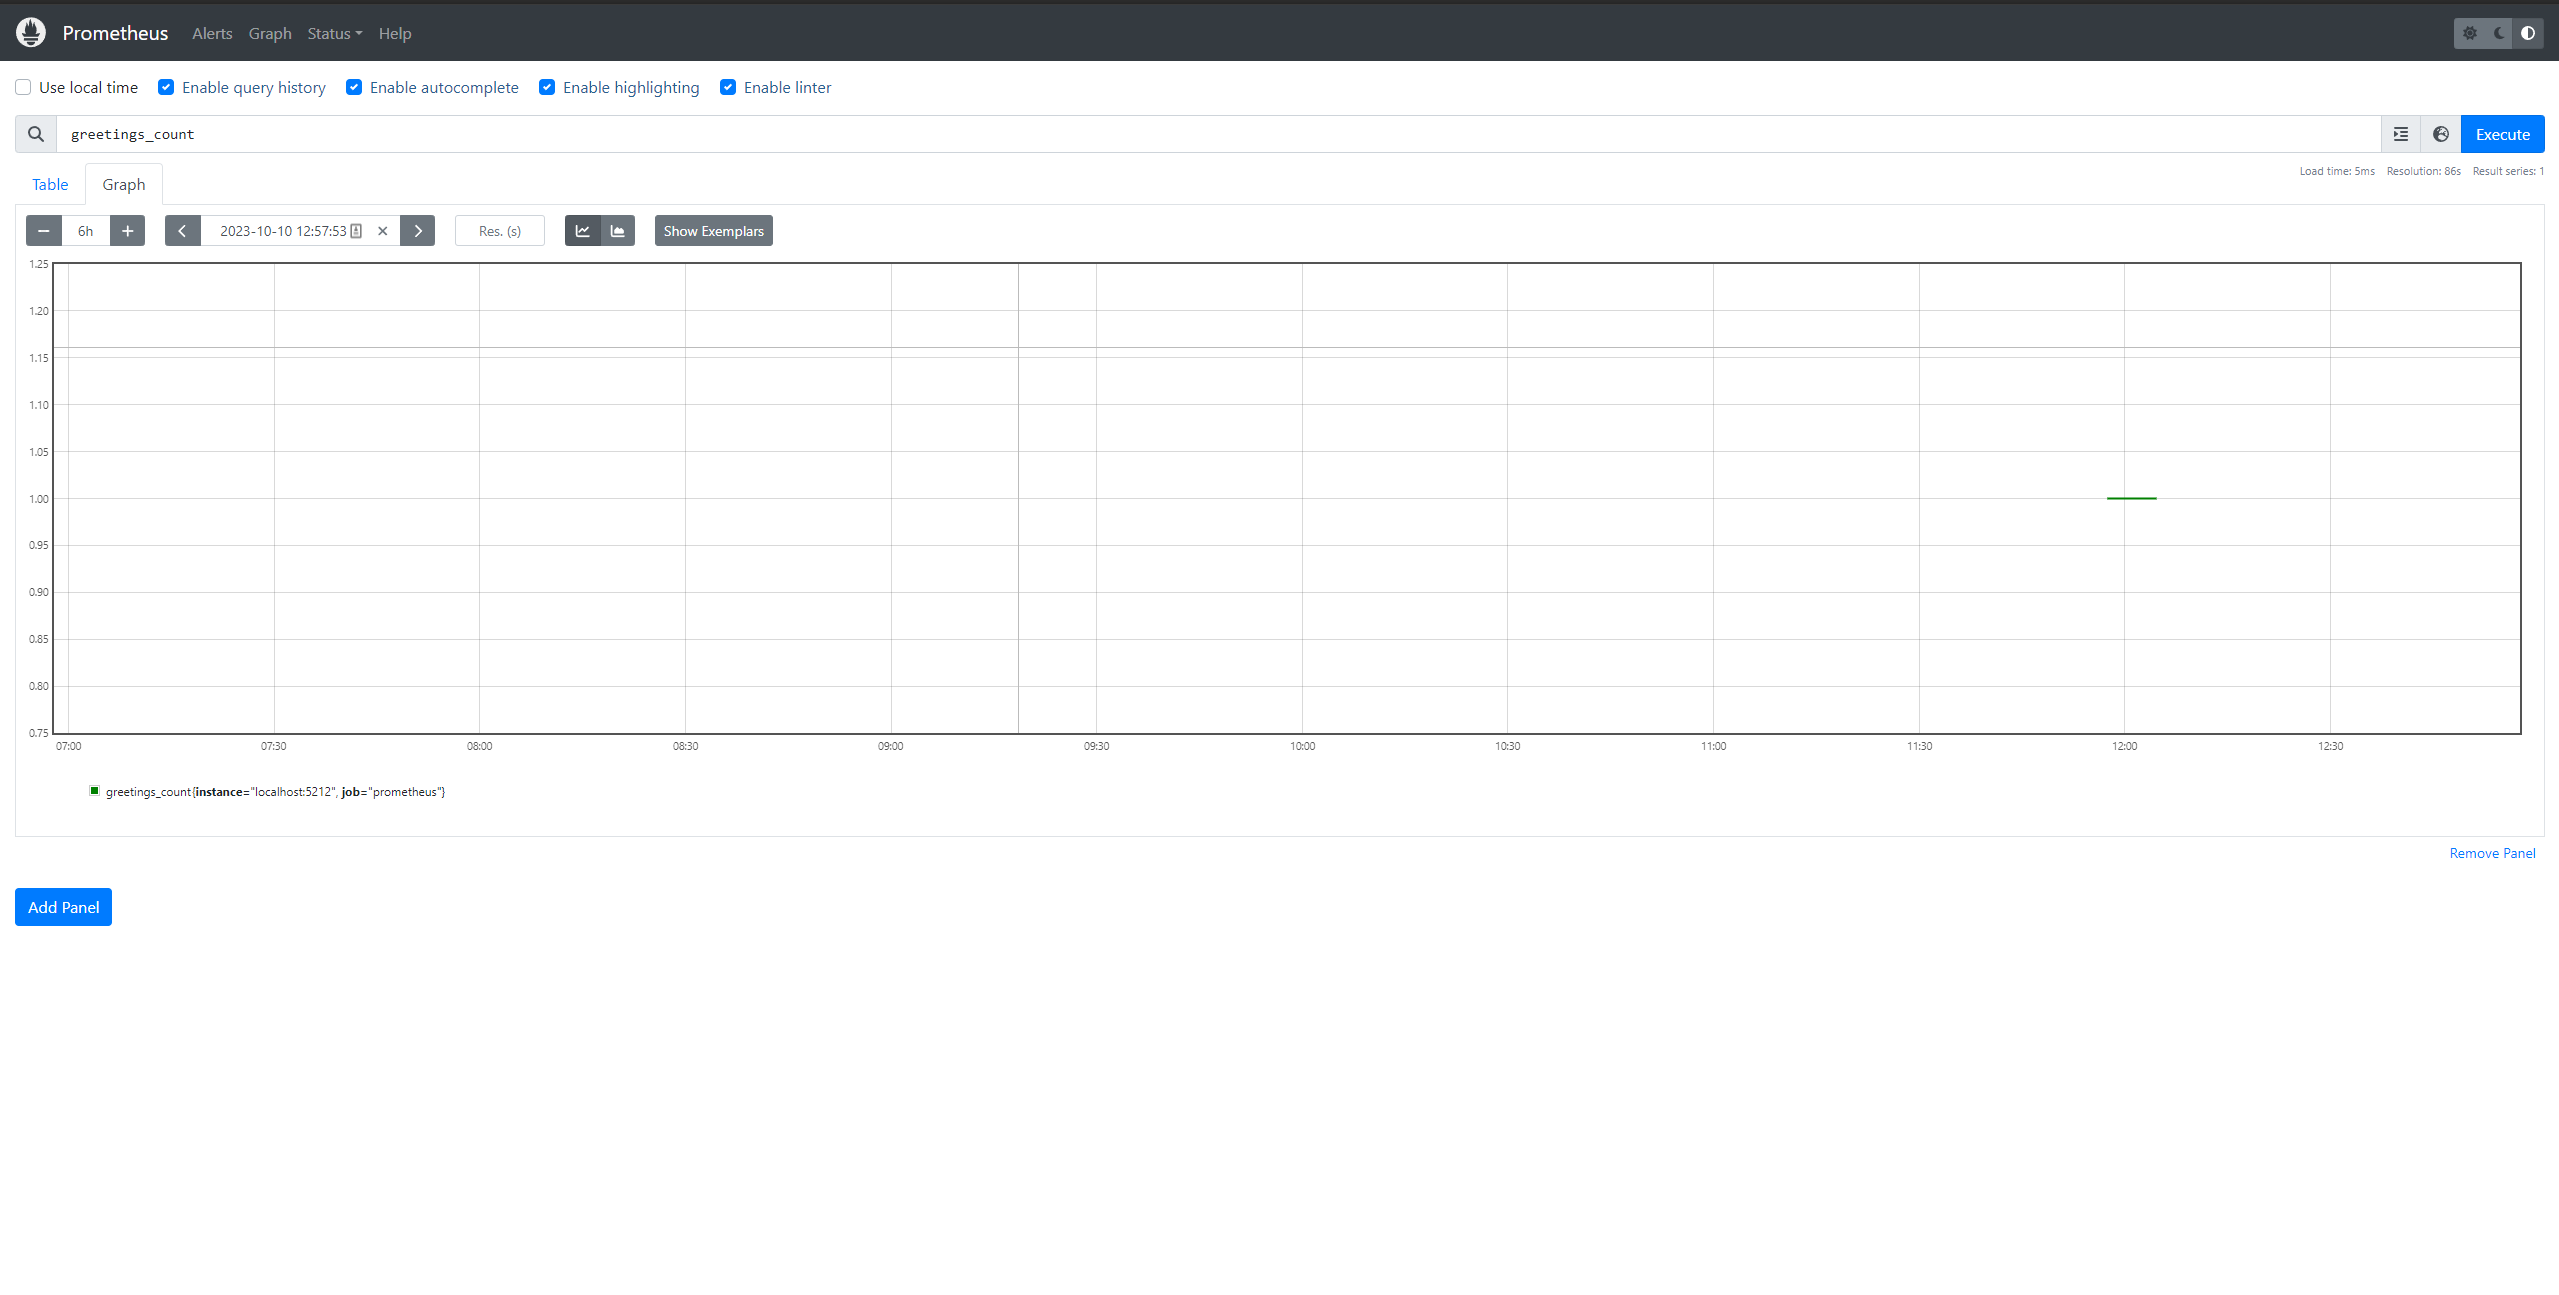 Prometheus Alerts Graph Status Help
Use local time Enable query history Enable autocomplete Enable highlighting Enable linter
greetings_count Execute
Table Graph Load time: 5ms Resolution: 86s Result series: 1
6h 2023-10-10 12:57:53 Res. (s) Show Exemplars
1.25
1.20
1.15
1.10
1.05
1.00
0.95
0.90
0.85
0.80
0.75
07:00 07:30 08:00 08:30 09:00 09:30 10:00 10:30 11:00 11:30 12:00 12:30
greetings_count{instance="localhost:5212", job="prometheus"}
Remove Panel
Add Panel